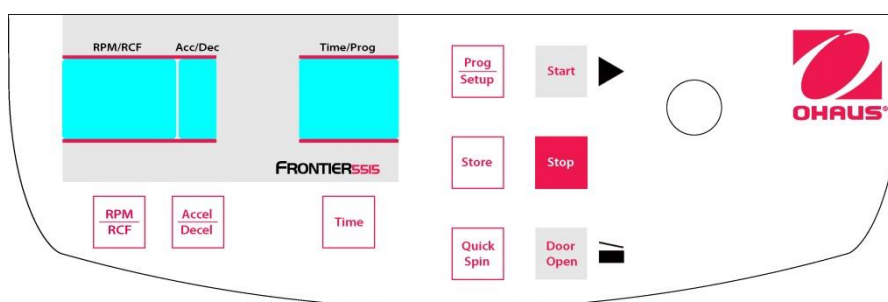 RPM/RCF Acc/Dec Time/Prog
Prog
Setup
Start
OHAUS®
FRONTIER5515
Store
Stop
RPM
RCF
Accel
Decel
Time
Quick
Spin
Door
Open